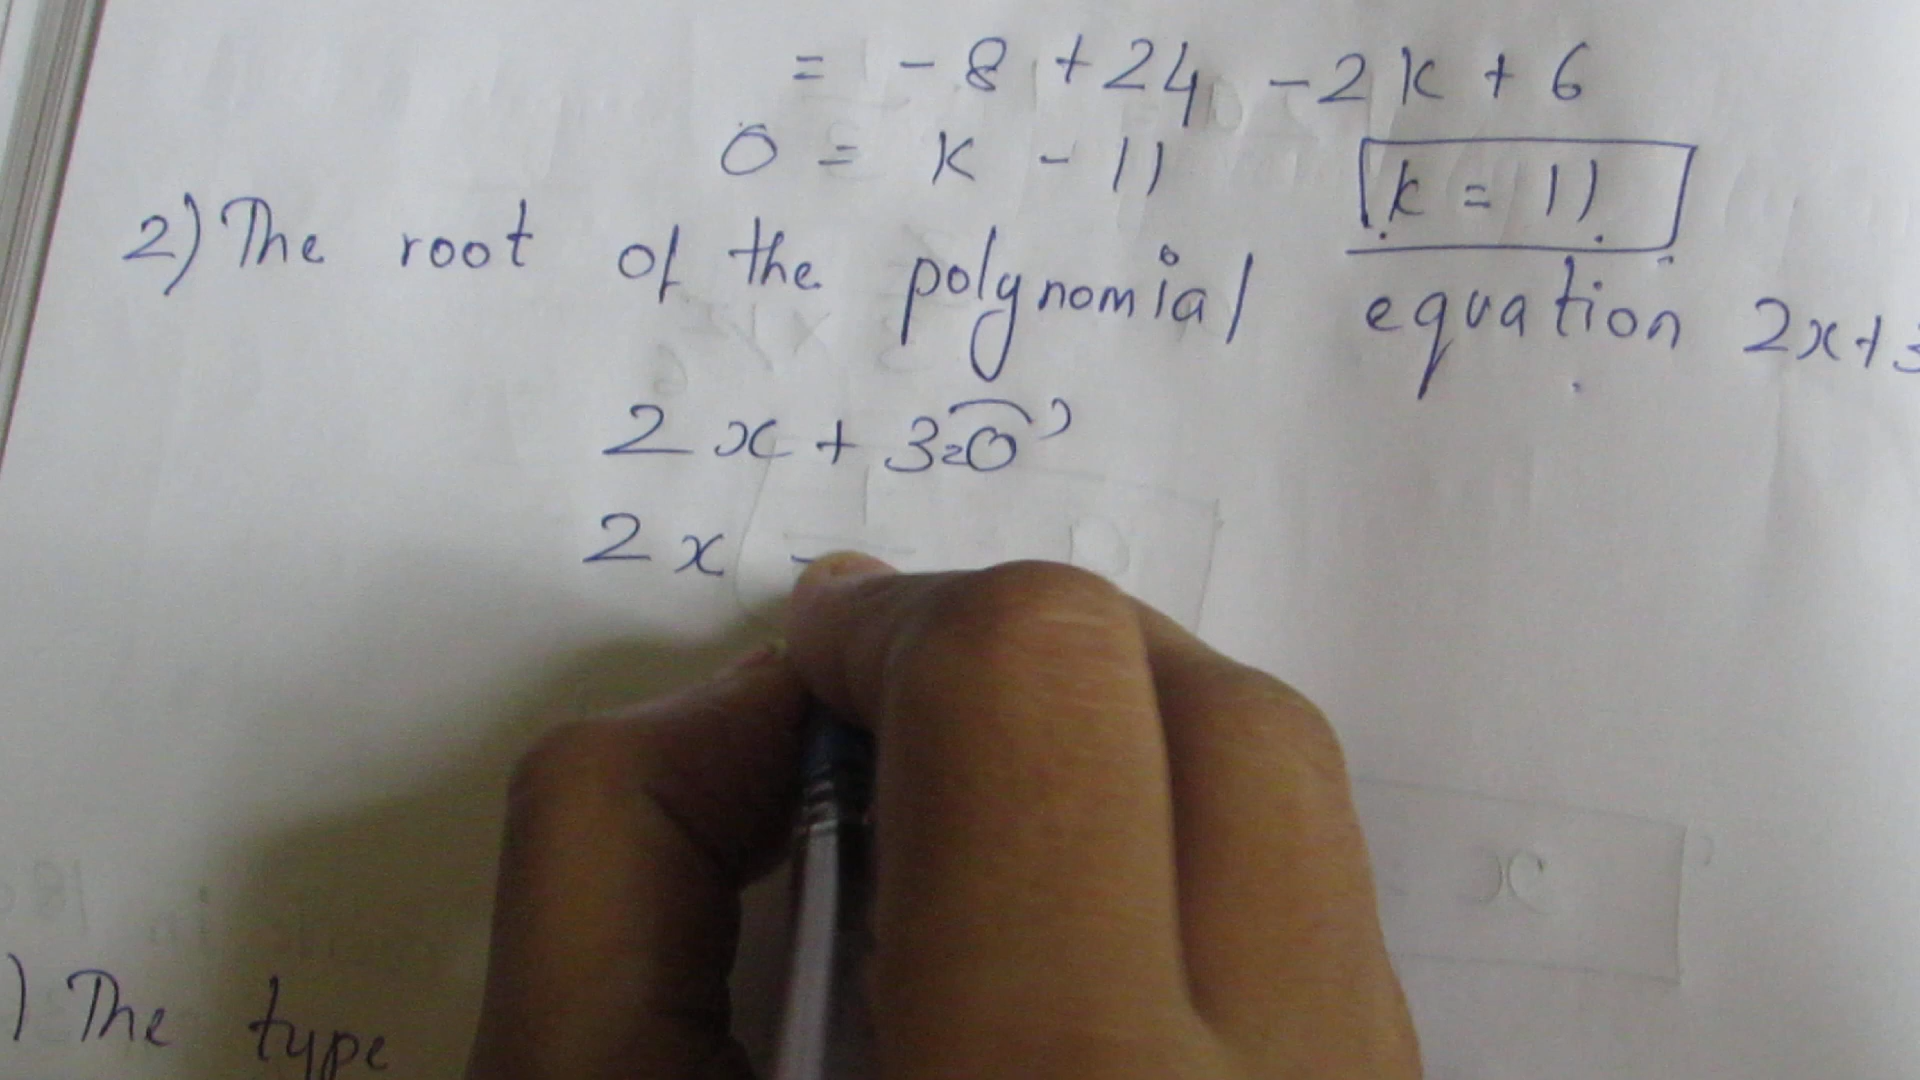 = - 8 + 24 - 2k + 6
0 = k - 11
k = 11
2) The root of the polynomial equation 2x+3
2x + 3=0
2x =
) The type